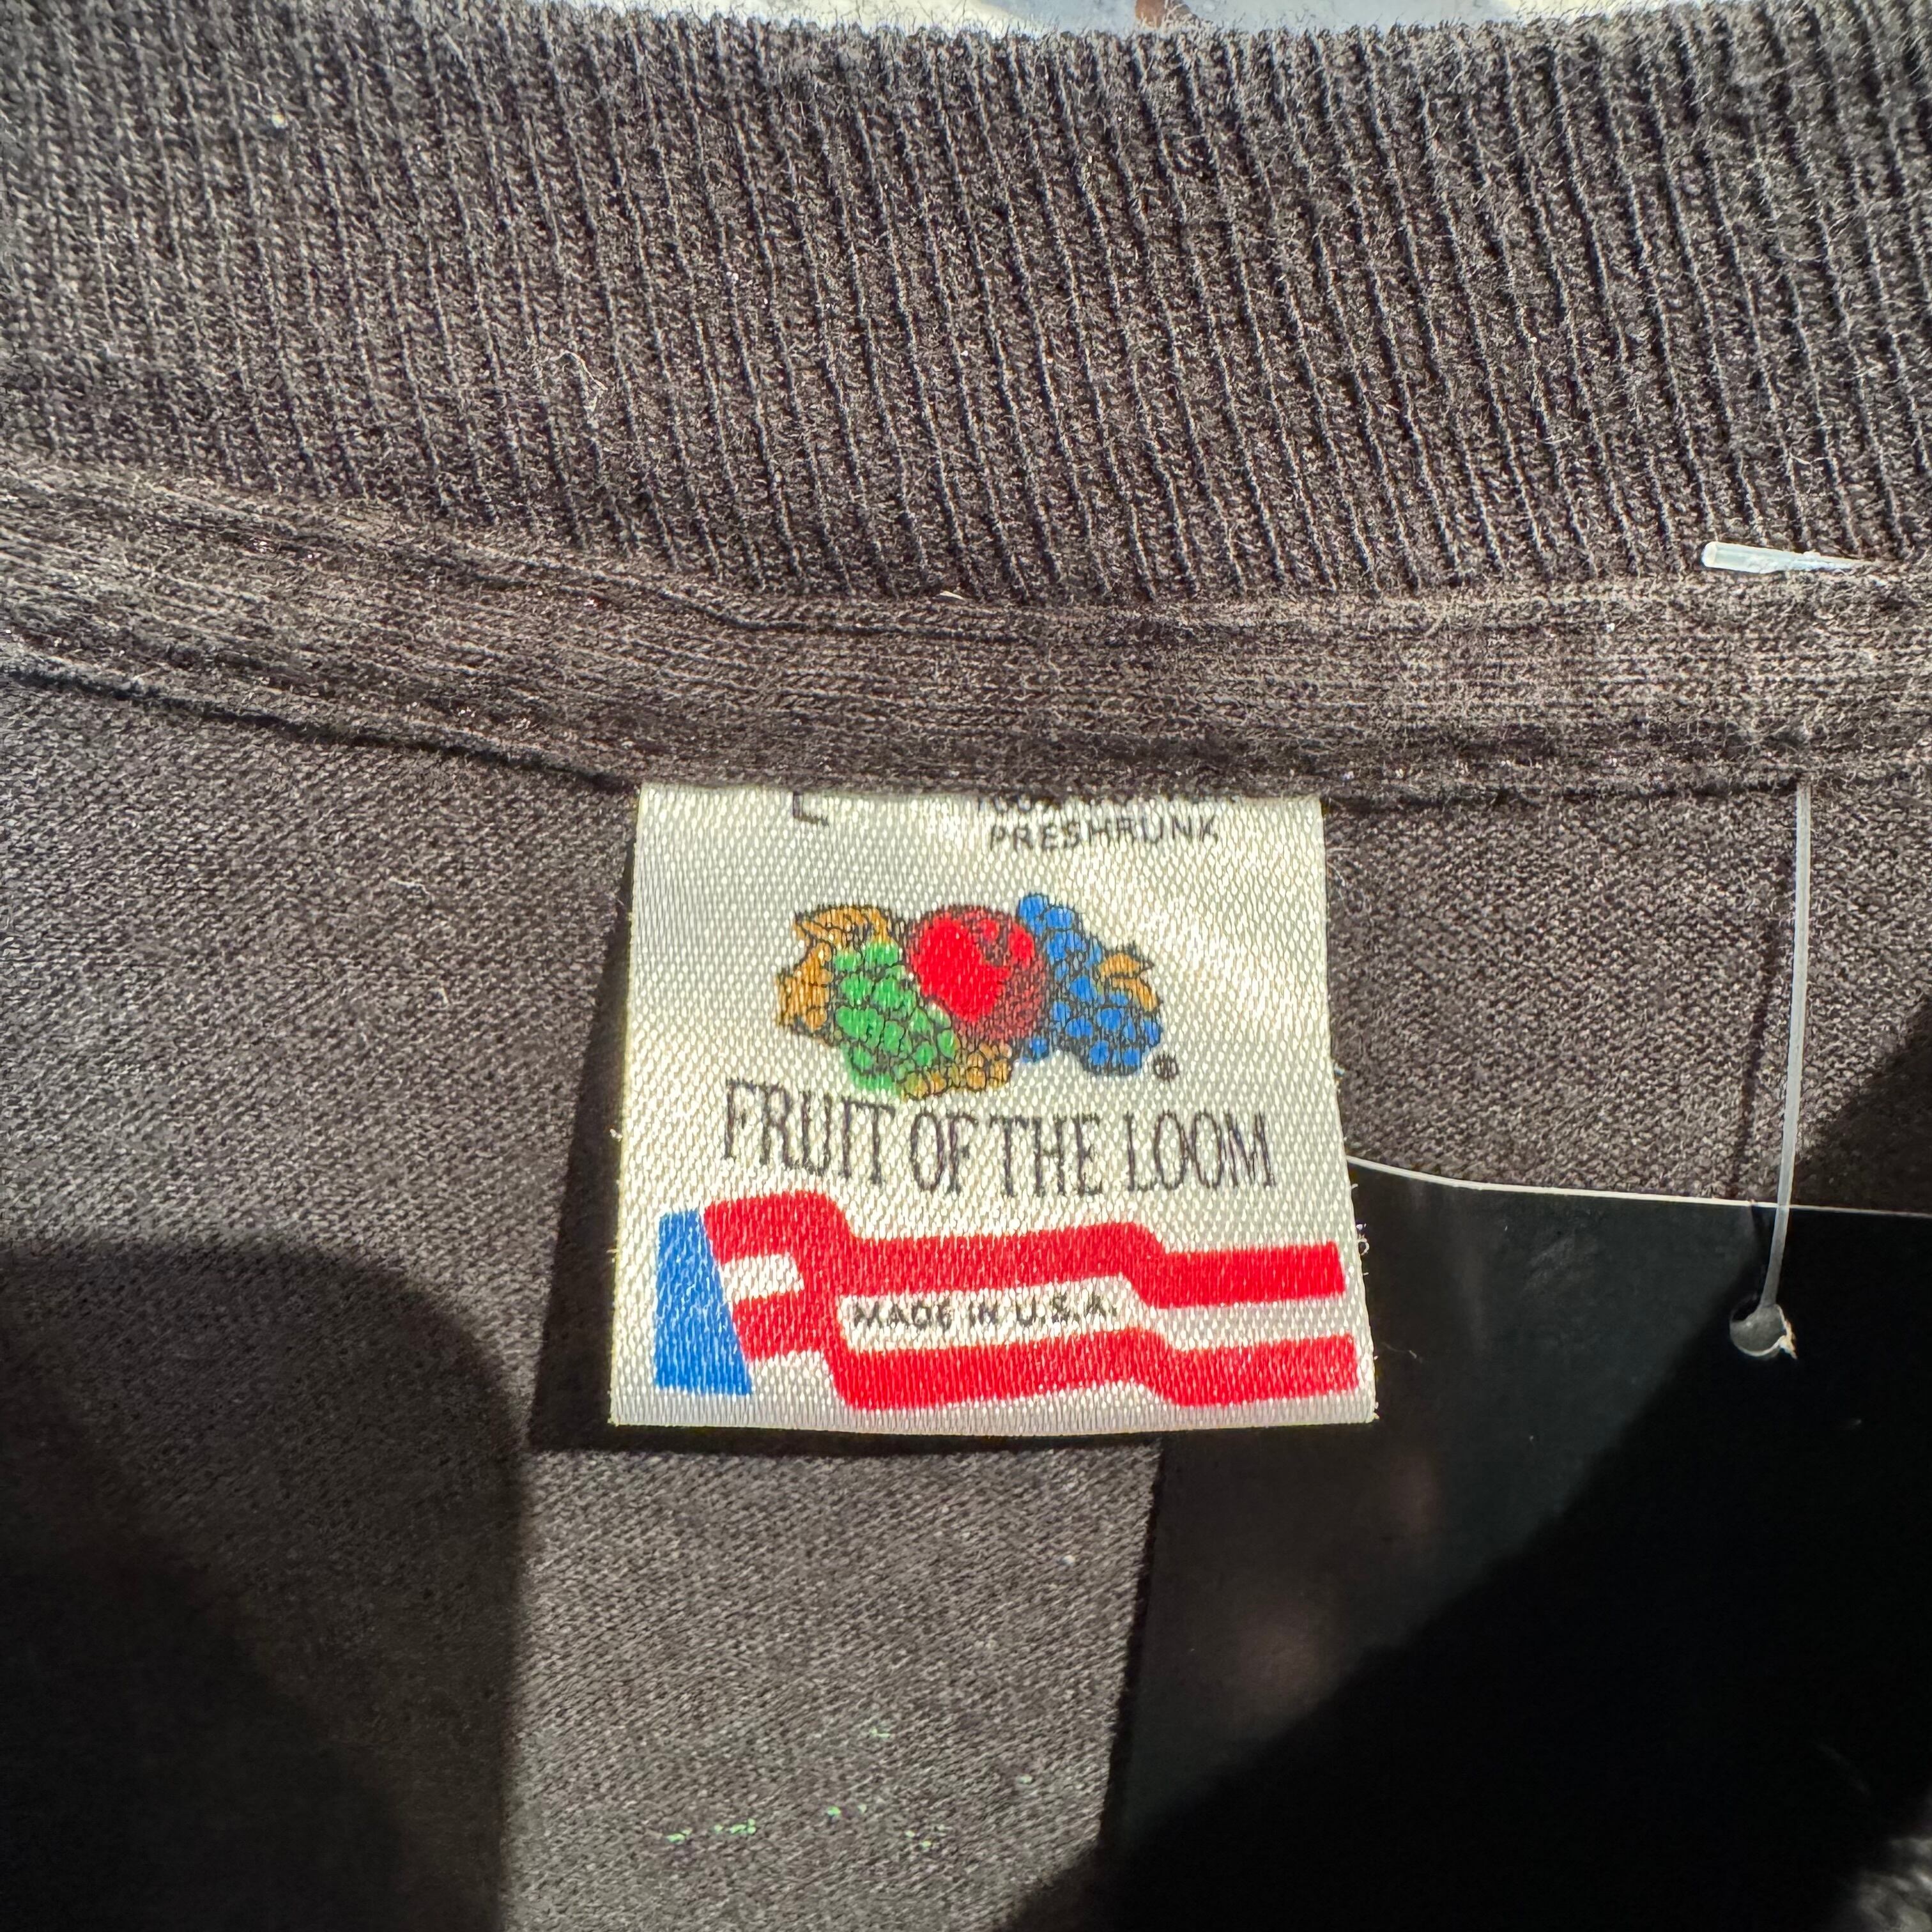 L
PRESHRUNK
®
FRUIT OF THE LOOM
MADE IN U.S.A.